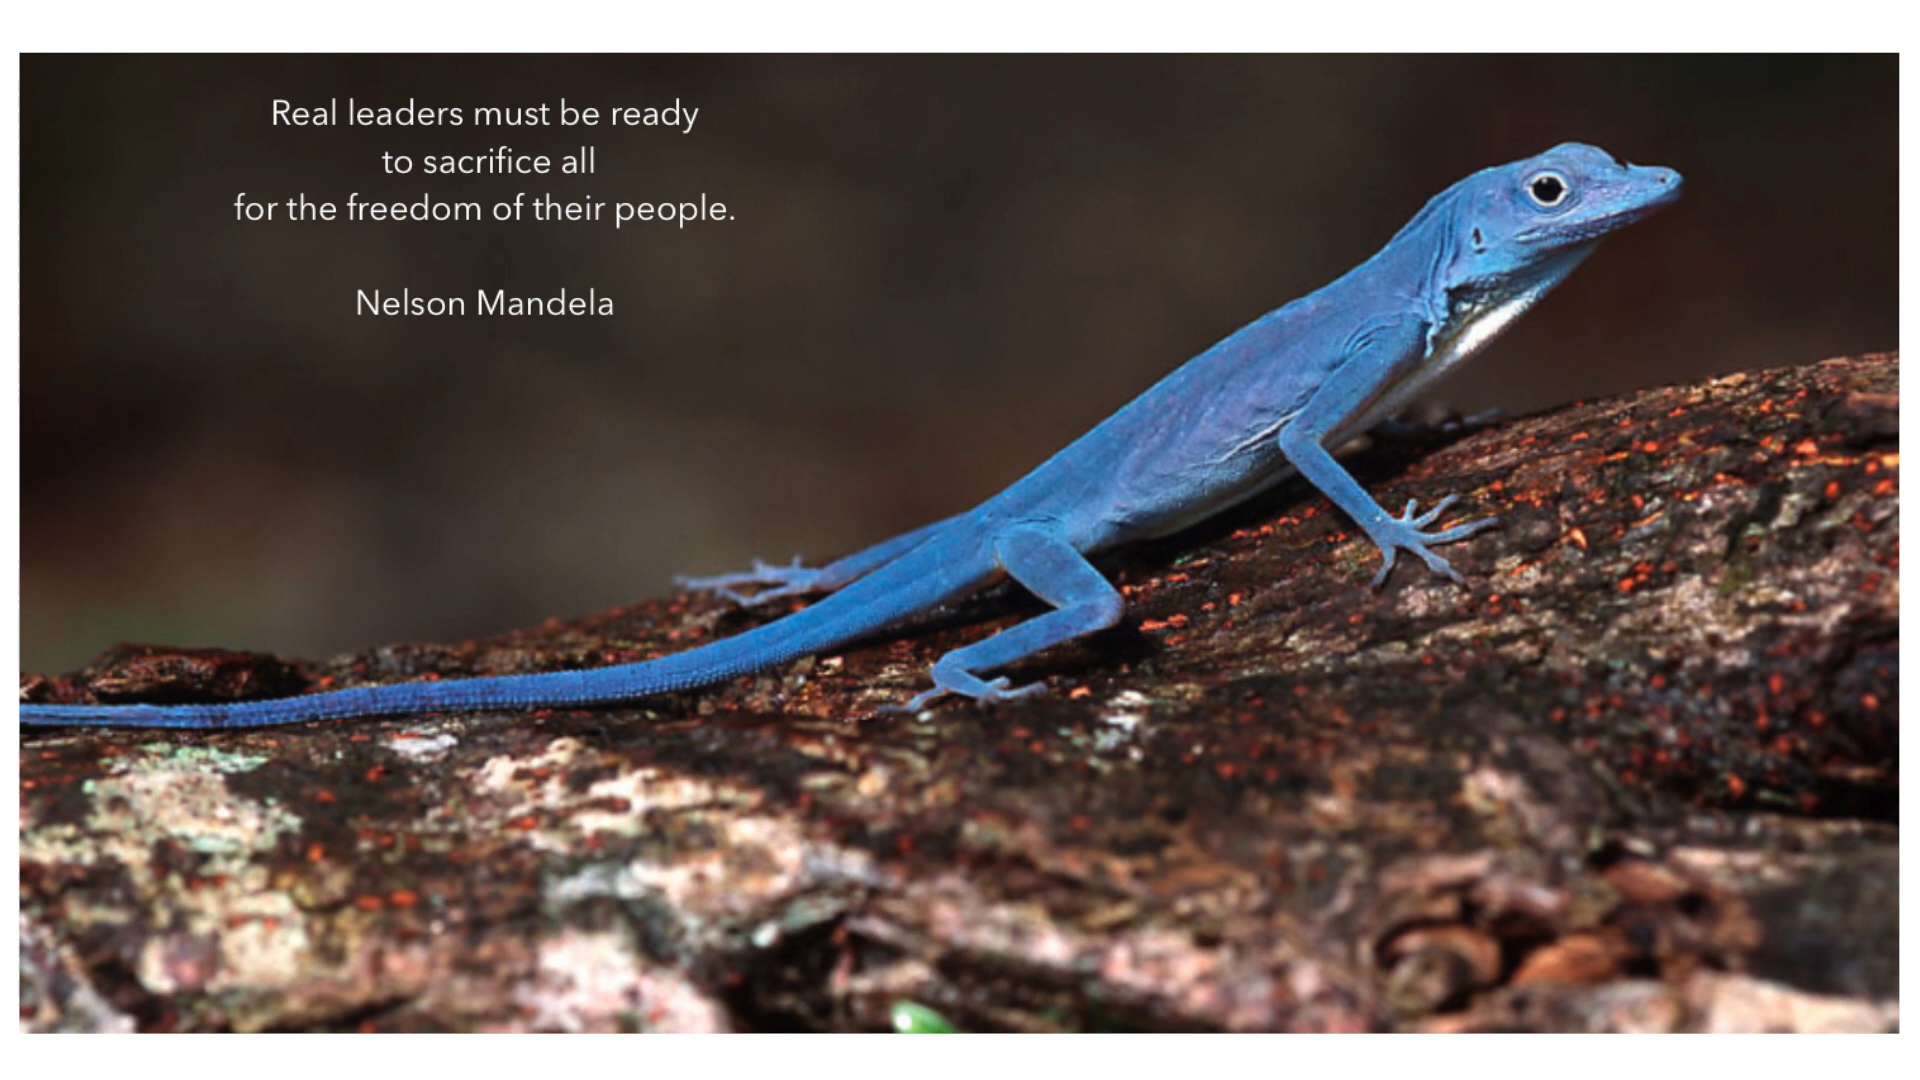 Real leaders must be ready
to sacrifice all
for the freedom of their people.
Nelson Mandela